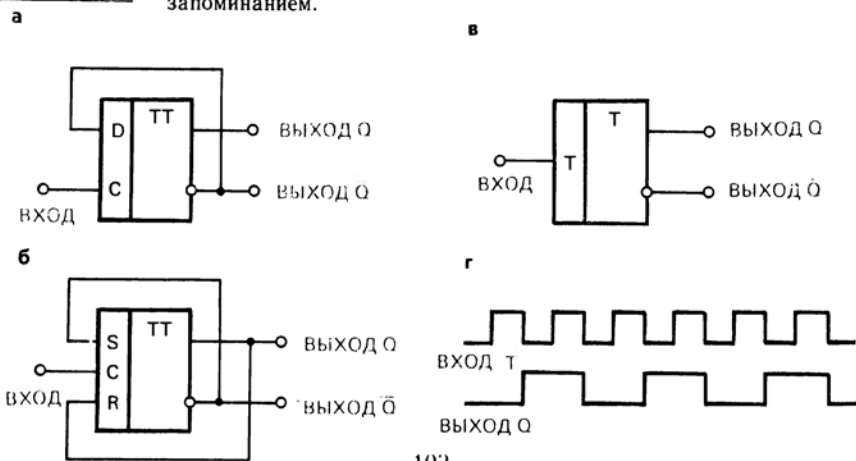 запоминанием.
а
D
TT
C
ВХОД
ВЫХОД Q
ВЫХОД Q̅
в
T
T
ВХОД
ВЫХОД Q
ВЫХОД Q̅
б
S
TT
C
R
ВХОД
ВЫХОД Q
ВЫХОД Q̅
г
ВХОД T
ВЫХОД Q